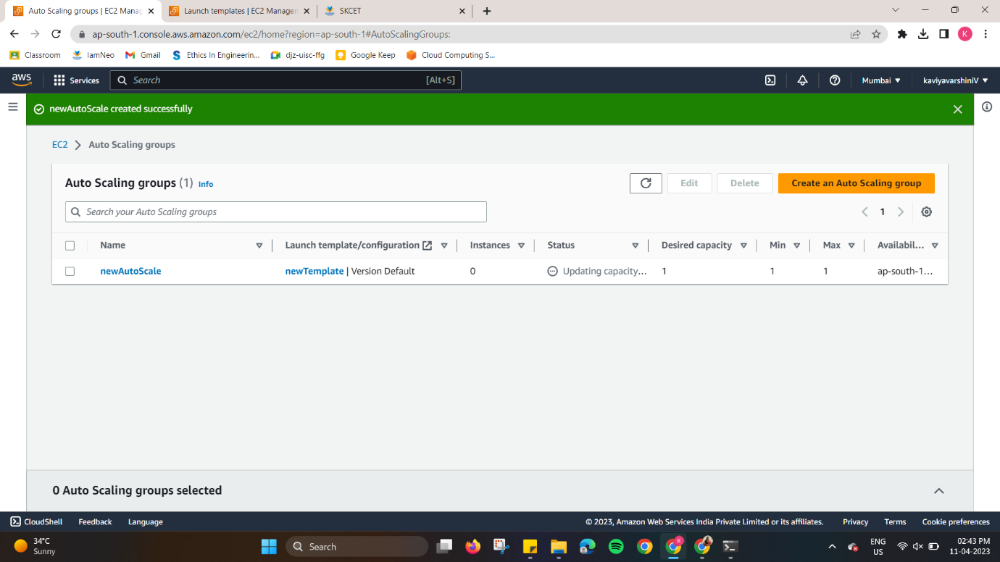 Auto Scaling groups | EC2 Manag
Launch templates | EC2 Managem
SKCET
ap-south-1.console.aws.amazon.com/ec2/home?region=ap-south-1#AutoScalingGroups:
K
Classroom
IamNeo
Gmail
Ethics In Engineerin...
djz-uisc-ffg
Google Keep
Cloud Computing S...
aws
Services
Search
[Alt+S]
Mumbai
kaviyavarshiniV
newAutoScale created successfully
EC2
Auto Scaling groups
Auto Scaling groups (1) Info
Edit
Delete
Create an Auto Scaling group
Search your Auto Scaling groups
1
Name
Launch template/configuration
Instances
Status
Desired capacity
Min
Max
Availabil...
newAutoScale
newTemplate | Version Default
0
Updating capacity...
1
1
1
ap-south-1...
0 Auto Scaling groups selected
CloudShell
Feedback
Language
© 2023, Amazon Web Services India Private Limited or its affiliates.
Privacy
Terms
Cookie preferences
34°C
Sunny
Search
K
ENG
US
02:43 PM
11-04-2023